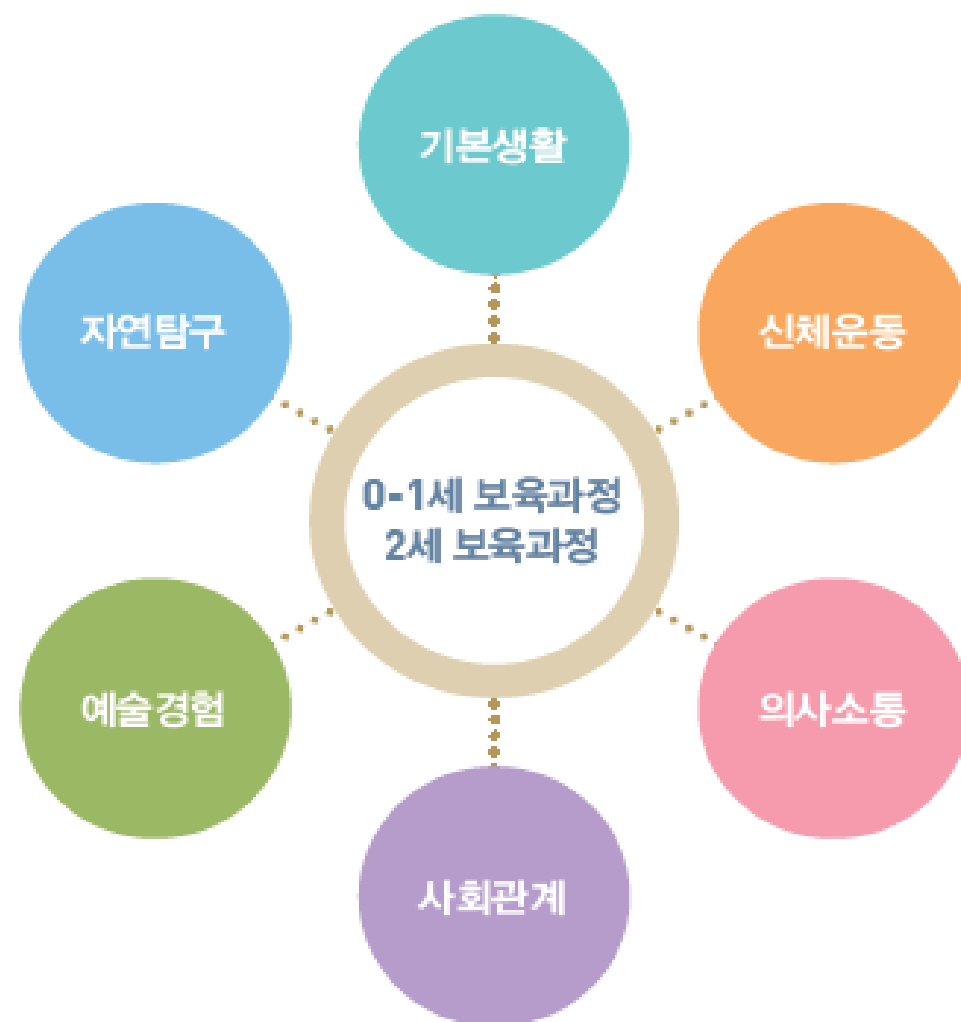 기본생활
자연탐구
신체운동
0-1세 보육과정
2세 보육과정
예술경험
의사소통
사회관계